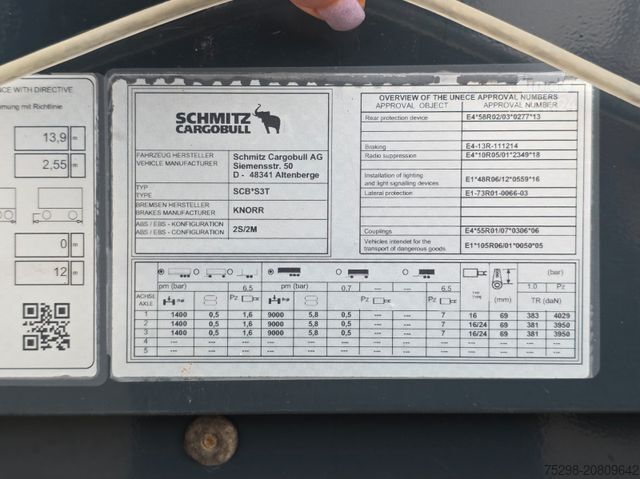 NCE WITH DIRECTIVE
mung mit Richtlinie
13,9 m
2,55 m
0 m
12 m
SCHMITZ
CARGOBULL
FAHRZEUG HERSTELLER
VEHICLE MANUFACTURER
Schmitz Cargobull AG
Siemensstr. 50
D - 48341 Altenberge
TYP
TYPE
SCB*S3T
BREMSEN HERSTELLER
BRAKES MANUFACTURER
KNORR
ABS / EBS - KONFIGURATION
ABS / EBS - CONFIGURATION
2S/2M
OVERVIEW OF THE UNECE APPROVAL NUMBERS
APPROVAL OBJECT APPROVAL NUMBER
Rear protection device E4*58R02/03*0277*13
Braking E4-13R-111214
Radio suppression E4*10R05/01*2349*18
Installation of lighting
and light signalling devices E1*48R06/12*0559*16
Lateral protection E1-73R01-0066-03
Couplings E4*55R01/07*0306*06
Vehicles intendet for the
transport of dangerous goods E1*105R06/01*0050*05
(bar)
pm (bar) 6.5 pm (bar) 0.7 --- --- 6.5 TYP TYPE (mm) 1.0 Pz
ACHSE
AXLE Pz Pz Pz TR (daN)
1 1400 0,5 1,6 9000 5,8 0,5 --- --- 7 16 69 383 4029
2 1400 0,5 1,6 9000 5,8 0,5 --- --- 7 16/24 69 381 3950
3 1400 0,5 1,6 9000 5,8 0,5 --- --- 7 16/24 69 381 3950
4 --- --- --- --- --- --- --- --- --- --- --- --- ---
5 --- --- --- --- --- --- --- --- --- --- --- --- ---
75298-20809642